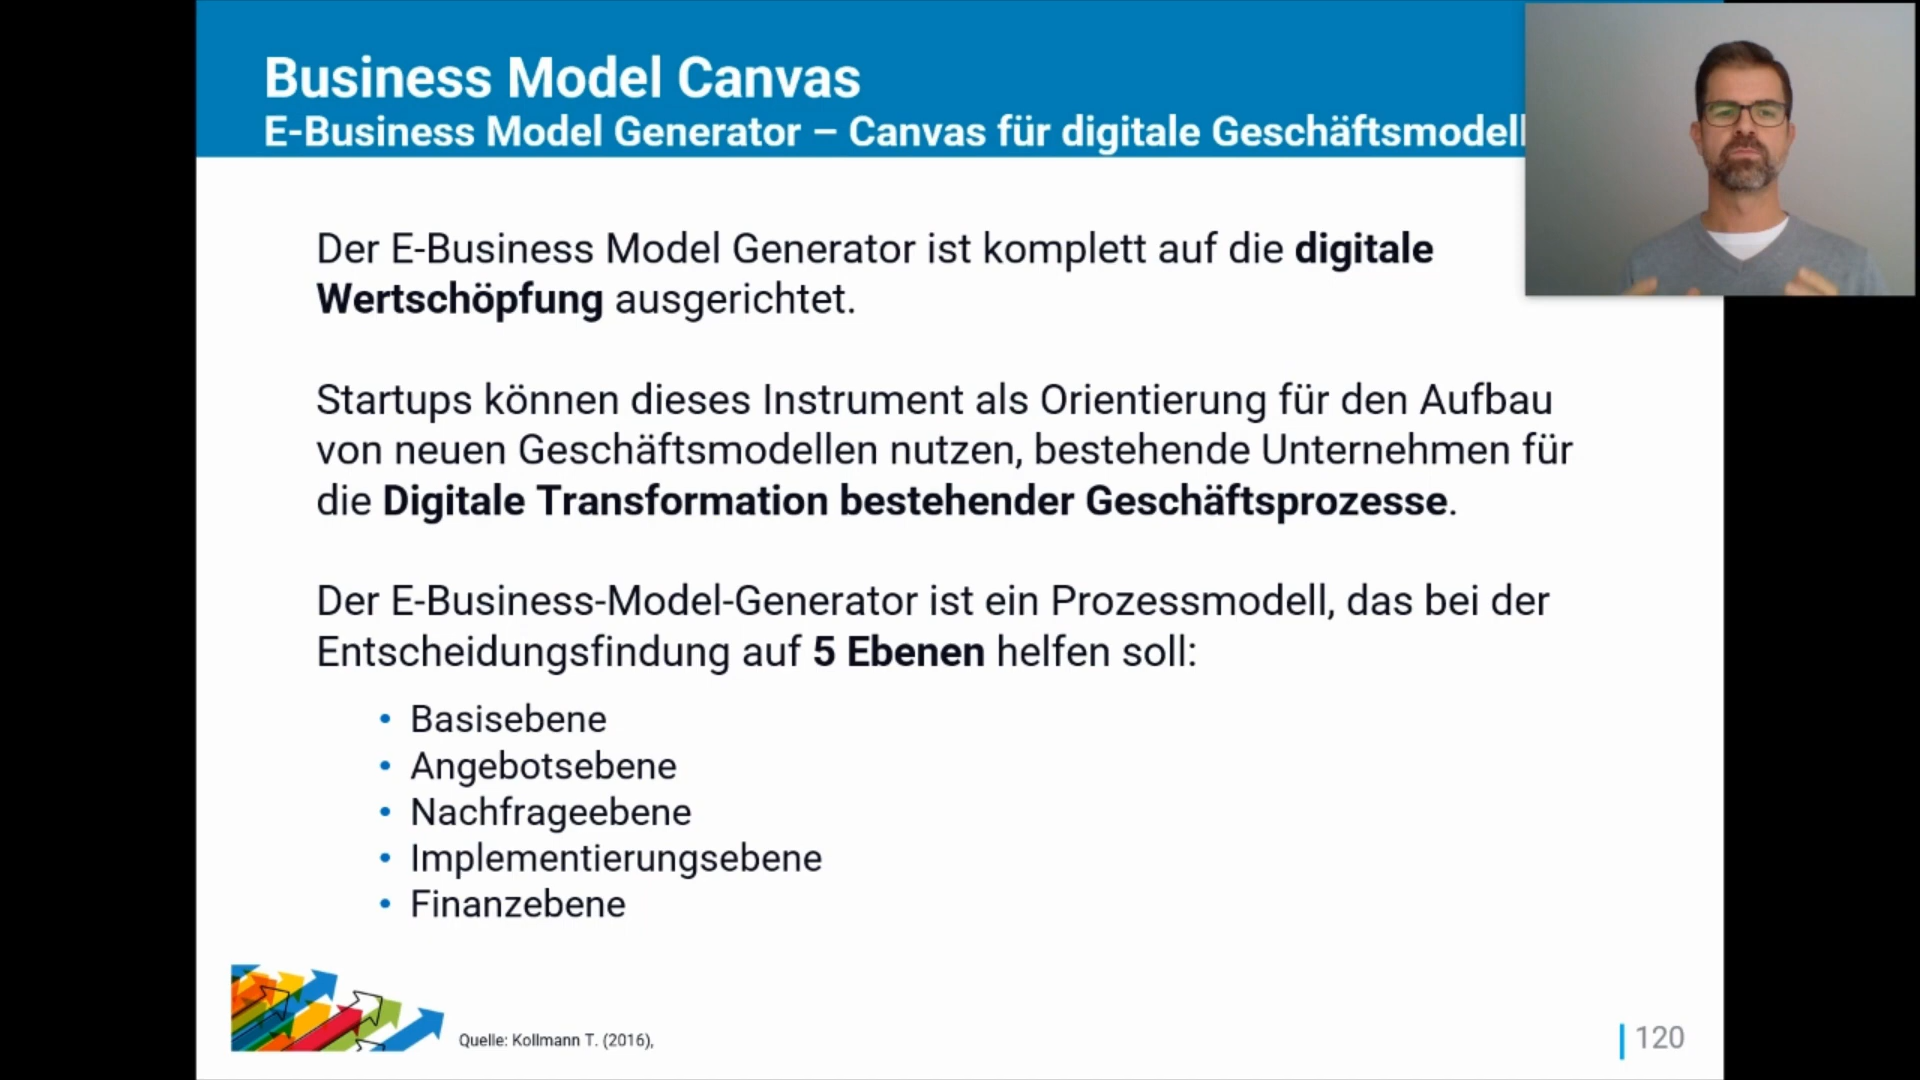 Business Model Canvas
E-Business Model Generator – Canvas für digitale Geschäftsmodell
Der E-Business Model Generator ist komplett auf die digitale
Wertschöpfung ausgerichtet.
Startups können dieses Instrument als Orientierung für den Aufbau
von neuen Geschäftsmodellen nutzen, bestehende Unternehmen für
die Digitale Transformation bestehender Geschäftsprozesse.
Der E-Business-Model-Generator ist ein Prozessmodell, das bei der
Entscheidungsfindung auf 5 Ebenen helfen soll:
• Basisebene
• Angebotsebene
• Nachfrageebene
• Implementierungsebene
• Finanzebene
Quelle: Kollmann T. (2016),
120